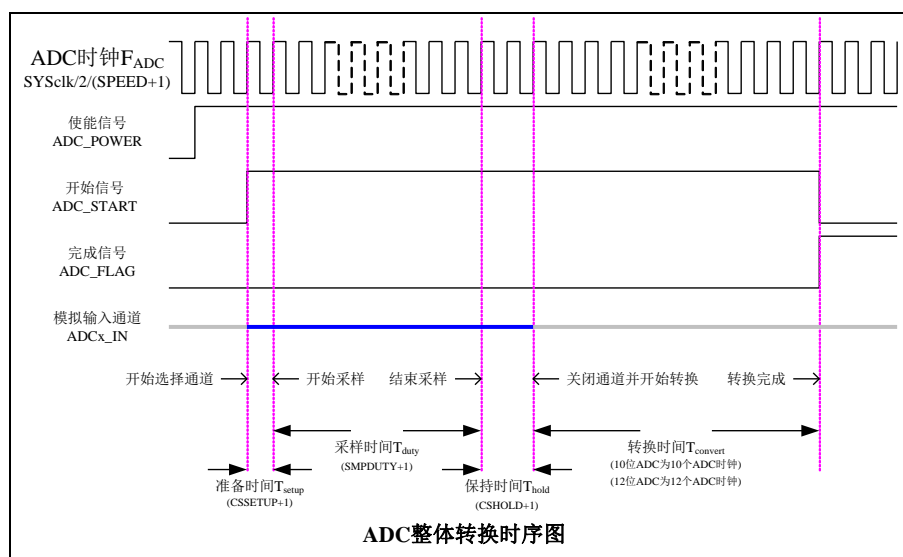 ADC时钟FADC
SYSclk/2/(SPEED+1)
使能信号
ADC_POWER
开始信号
ADC_START
完成信号
ADC_FLAG
模拟输入通道
ADCx_IN
开始选择通道
开始采样
结束采样
关闭通道并开始转换
转换完成
采样时间Tduty
(SMPDUTY+1)
转换时间Tconvert
(10位ADC为10个ADC时钟)
(12位ADC为12个ADC时钟)
准备时间Tsetup
(CSSETUP+1)
保持时间Thold
(CSHOLD+1)
ADC整体转换时序图